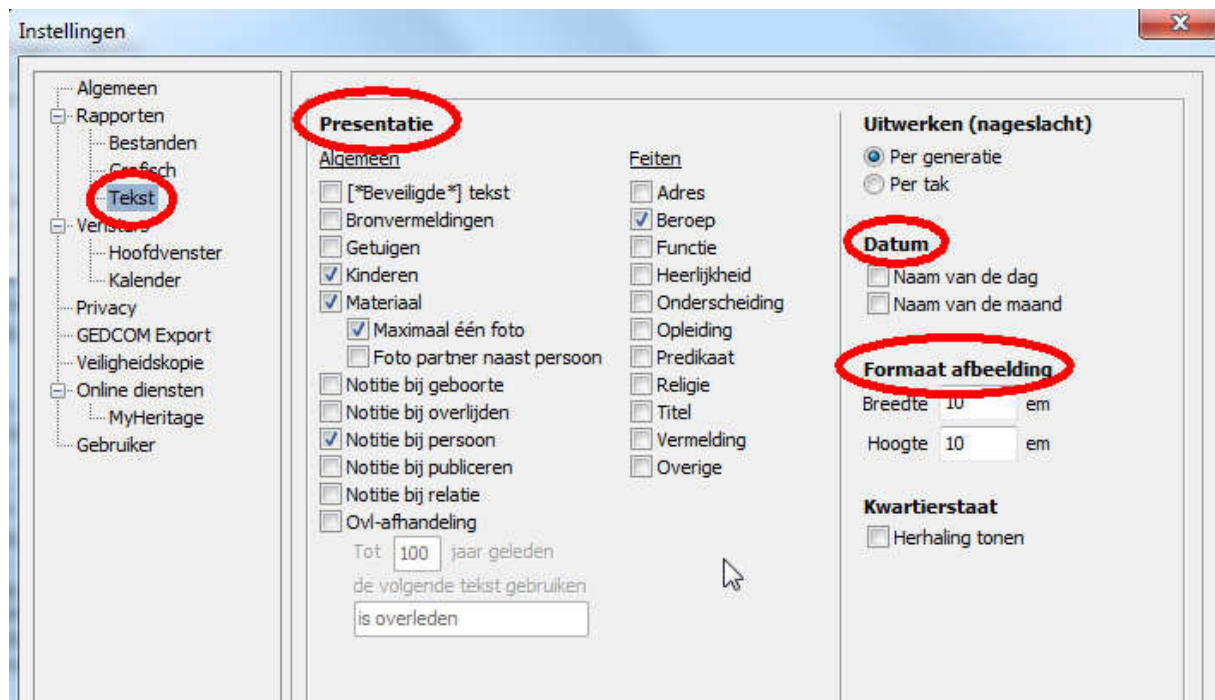 Instellingen
Algemeen
Rapporten
Bestanden
Grafisch
Tekst
Vensters
Hoofdvenster
Kalender
Privacy
GEDCOM Export
Veiligheidskopie
Online diensten
MyHeritage
Gebruiker
Presentatie
Algemeen
[*Beveiligde*] tekst
Bronvermeldingen
Getuigen
Kinderen
Materiaal
Maximaal één foto
Foto partner naast persoon
Notitie bij geboorte
Notitie bij overlijden
Notitie bij persoon
Notitie bij publiceren
Notitie bij relatie
Ovl-afhandeling
Tot 100 jaar geleden
de volgende tekst gebruiken
is overleden
Feiten
Adres
Beroep
Functie
Heerlijkheid
Onderscheiding
Opleiding
Predikaat
Religie
Titel
Vermelding
Overige
Uitwerken (nageslacht)
Per generatie
Per tak
Datum
Naam van de dag
Naam van de maand
Formaat afbeelding
Breedte 10 em
Hoogte 10 em
Kwartierstaat
Herhaling tonen